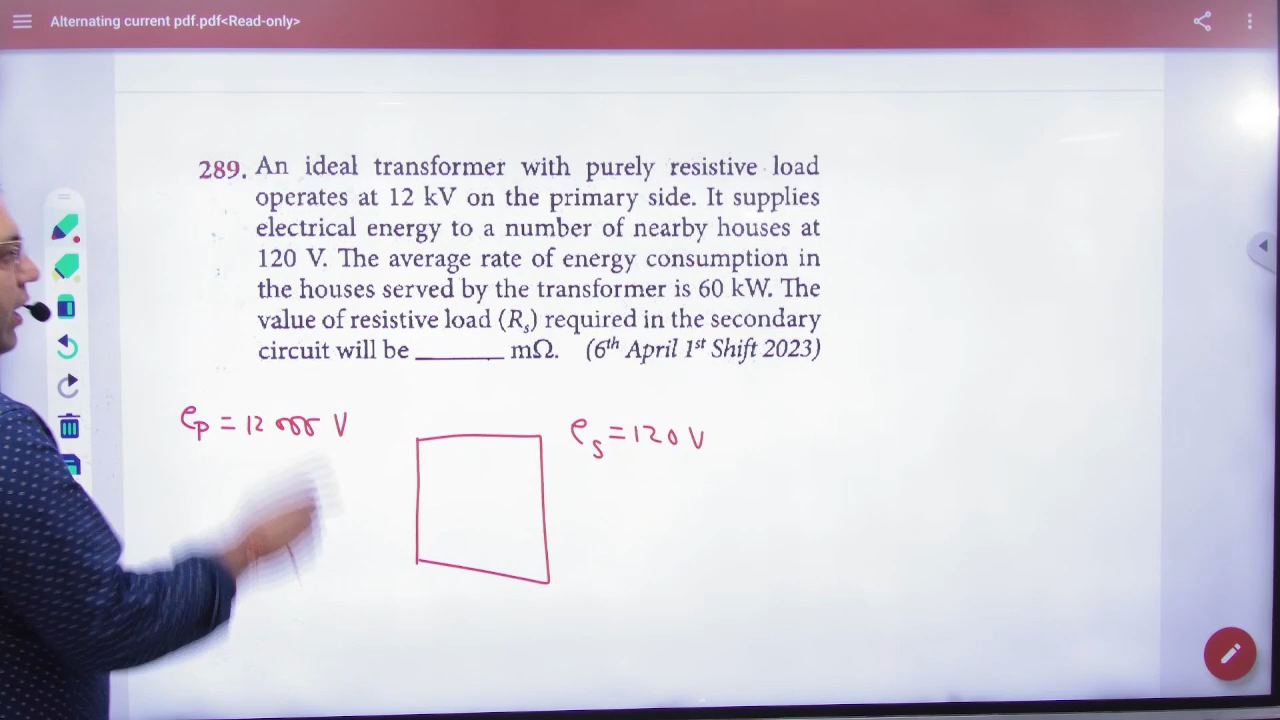 Alternating current pdf.pdf<Read-only>
289. An ideal transformer with purely resistive load
operates at 12 kV on the primary side. It supplies
electrical energy to a number of nearby houses at
120 V. The average rate of energy consumption in
the houses served by the transformer is 60 kW. The
value of resistive load (Rₛ) required in the secondary
circuit will be ________ mΩ. (6th April 1st Shift 2023)
eₚ = 12000 V
eₛ = 120 V